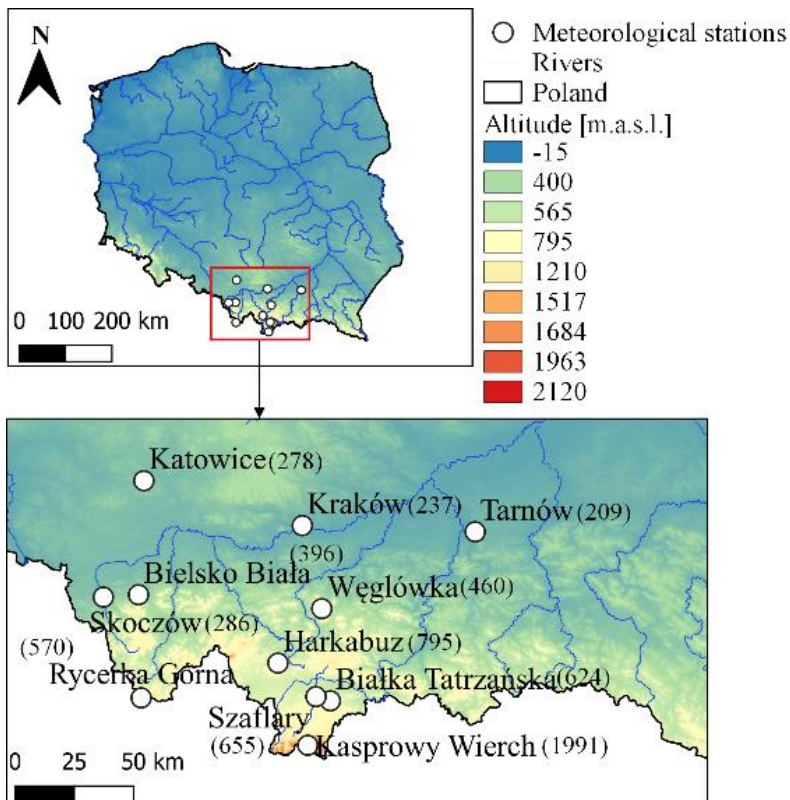 N
0 100 200 km
Meteorological stations
Rivers
Poland
Altitude [m.a.s.l.]
-15
400
565
795
1210
1517
1684
1963
2120
Katowice (278)
Kraków (237)
Tarnów (209)
(396)
Bielsko Biała
Węglówka (460)
Skoczów (286)
Harkabuz (795)
(570)
Rycerka Górna
Białka Tatrzańska (624)
Szaflary
(655)
Kasprowy Wierch (1991)
0 25 50 km